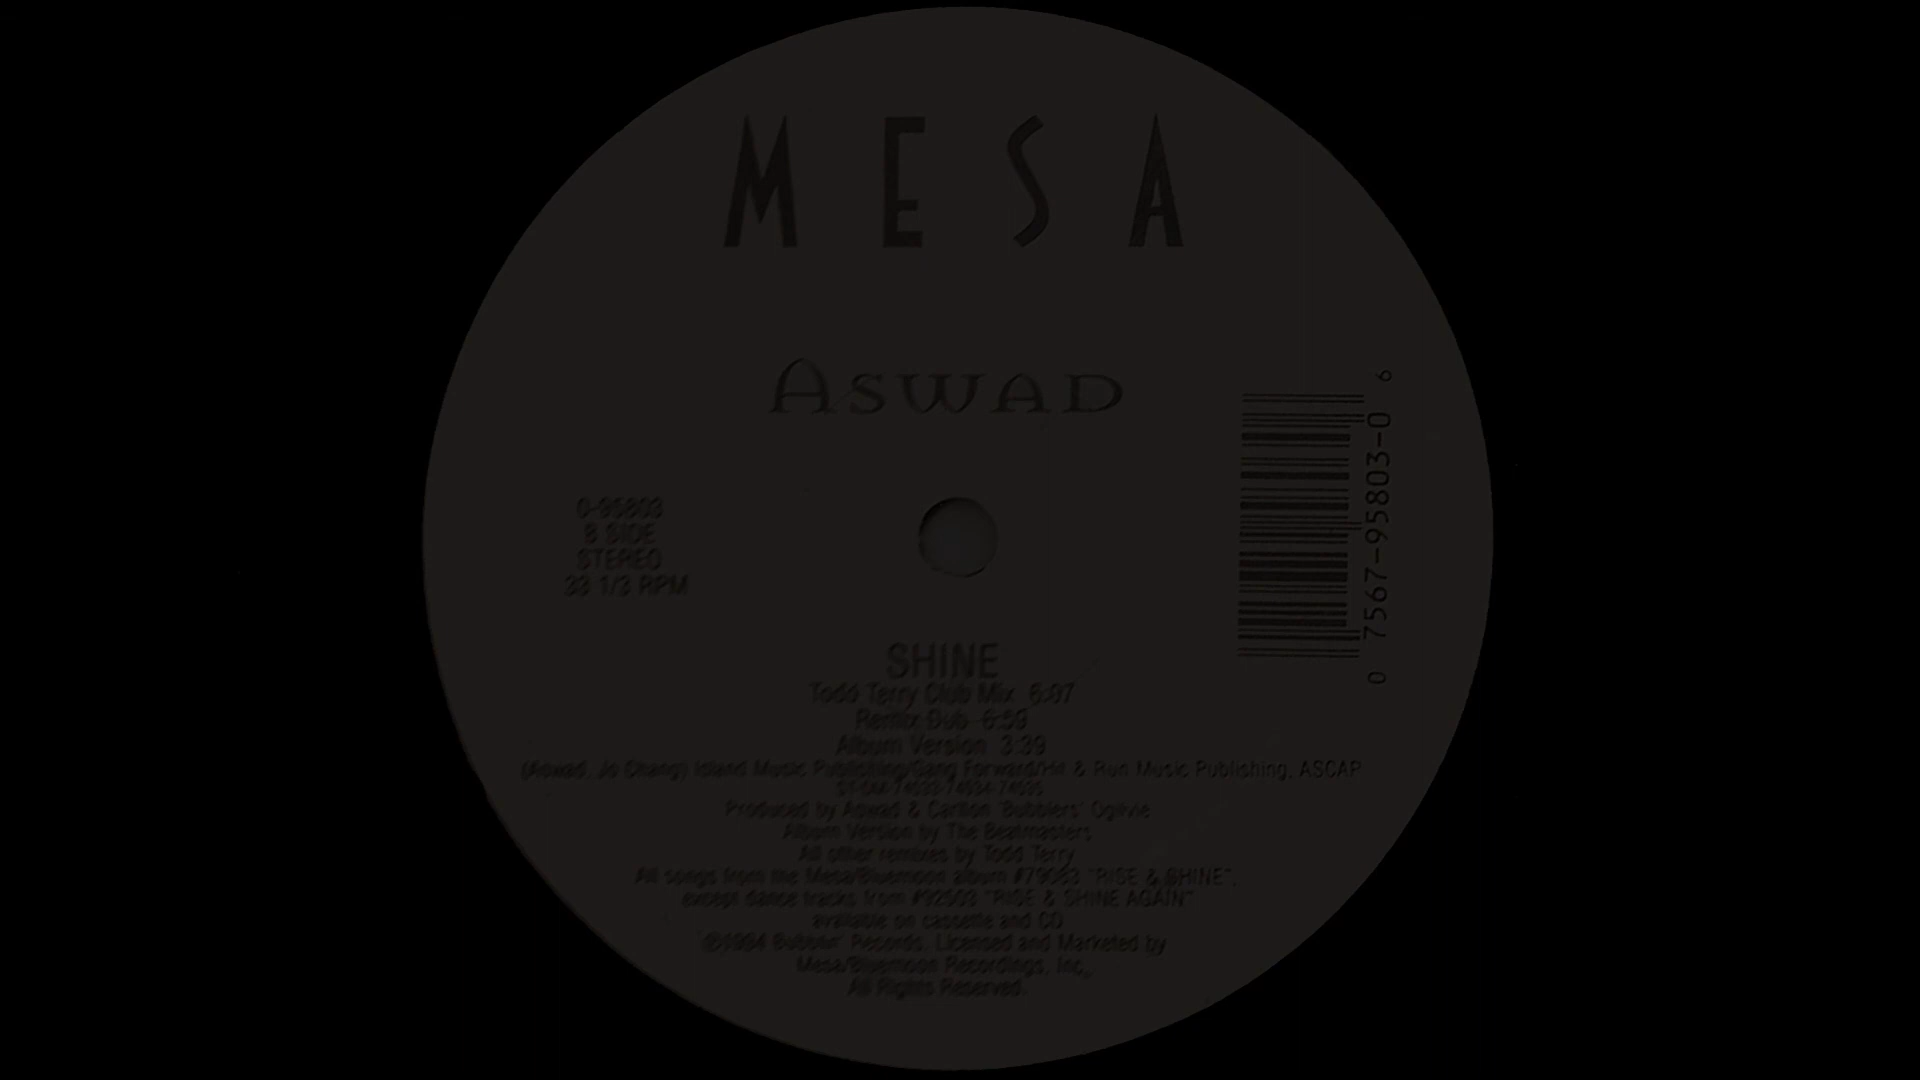 MESA
ASWAD
0-95803
B SIDE
STEREO
33 1/3 RPM
0 7567-95803-0 6
SHINE
Todd Terry Club Mix 6:07
Remix Dub 6:59
Album Version 3:39
(Aswad, Jo Chang) Island Music Publishing/Gang Forward/Hit & Run Music Publishing, ASCAP
Produced by Aswad & Carlton "Bubblers" Ogilvie
Album Version by The Beatmasters
All other remixes by Todd Terry
All songs from the Mesa/Bluemoon album #79083 "RISE & SHINE",
except dance tracks from #92503 "RISE & SHINE AGAIN"
available on cassette and CD
1994 Bubblin' Records. Licensed and Marketed by
Mesa/Bluemoon Recordings, Inc.
All Rights Reserved.